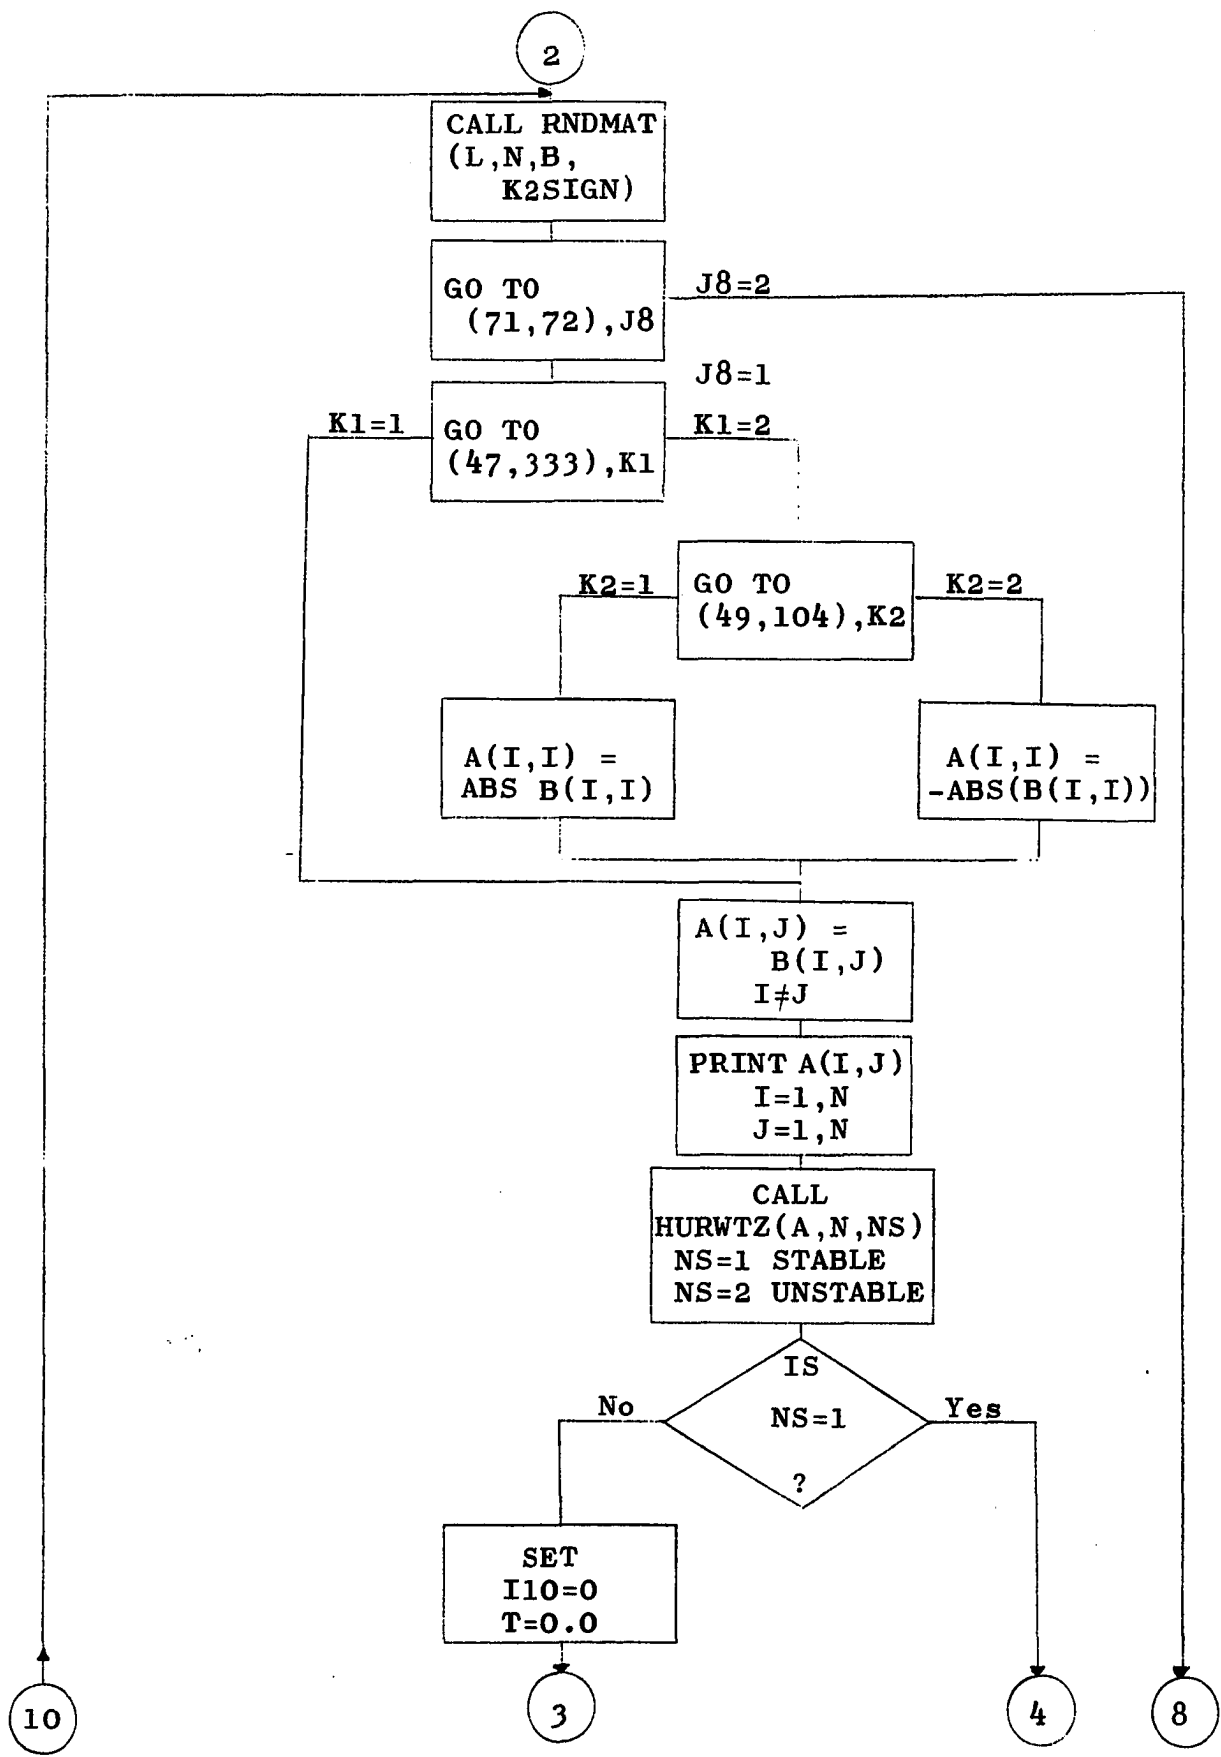 2
CALL RNDMAT
(L,N,B,
K2SIGN)
GO TO
(71,72),J8
J8=2
J8=1
K1=1
GO TO
(47,333),K1
K1=2
K2=1
GO TO
(49,104),K2
K2=2
A(I,I) =
ABS B(I,I)
A(I,I) =
-ABS(B(I,I))
A(I,J) =
B(I,J)
I≠J
PRINT A(I,J)
I=1,N
J=1,N
CALL
HURWTZ(A,N,NS)
NS=1 STABLE
NS=2 UNSTABLE
IS
NS=1
?
No
Yes
SET
I10=0
T=0.0
10
3
4
8